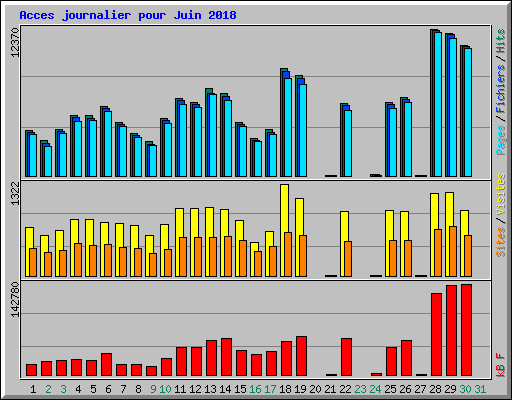 Acces journalier pour Juin 2018
12370
Pages / Fichiers / Hits
1322
Sites / Visites
142780
kB F
1 2 3 4 5 6 7 8 9 10 11 12 13 14 15 16 17 18 19 20 21 22 23 24 25 26 27 28 29 30 31